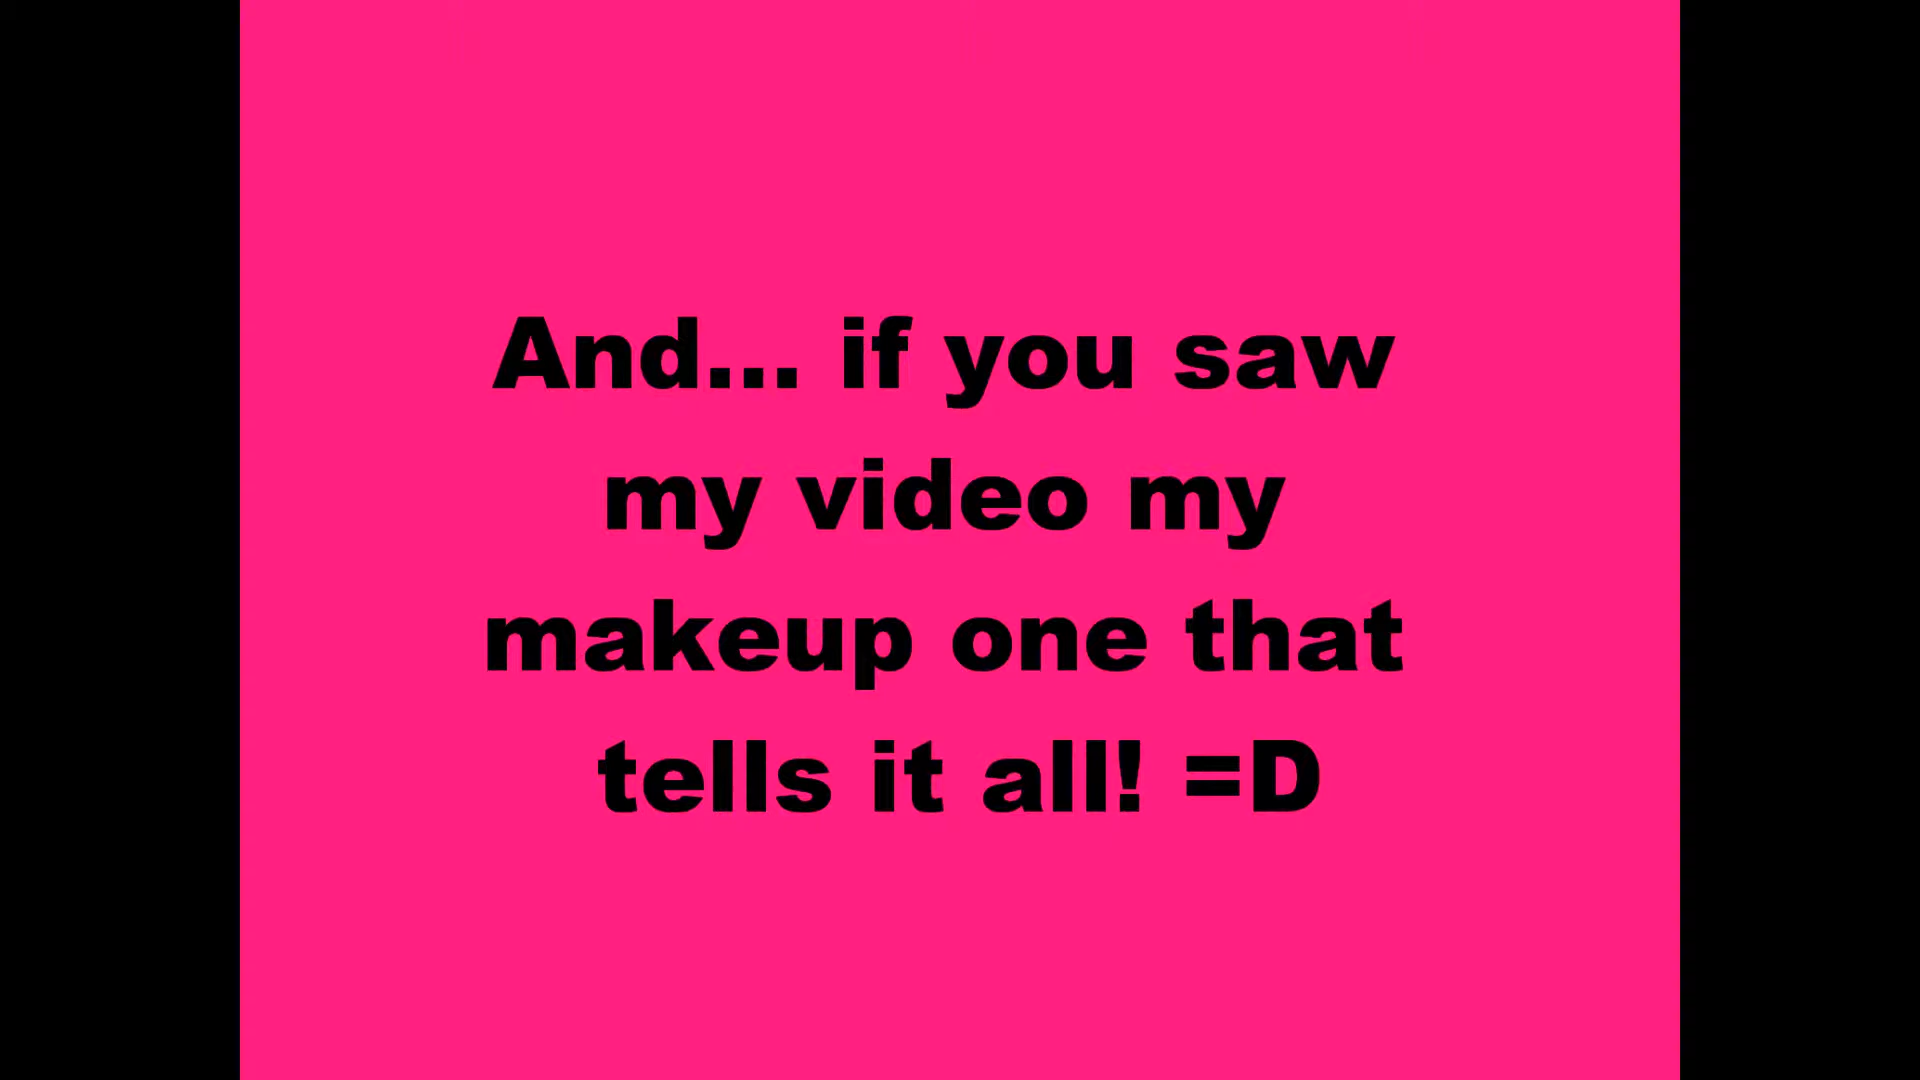 And... if you saw
my video my
makeup one that
tells it all! =D